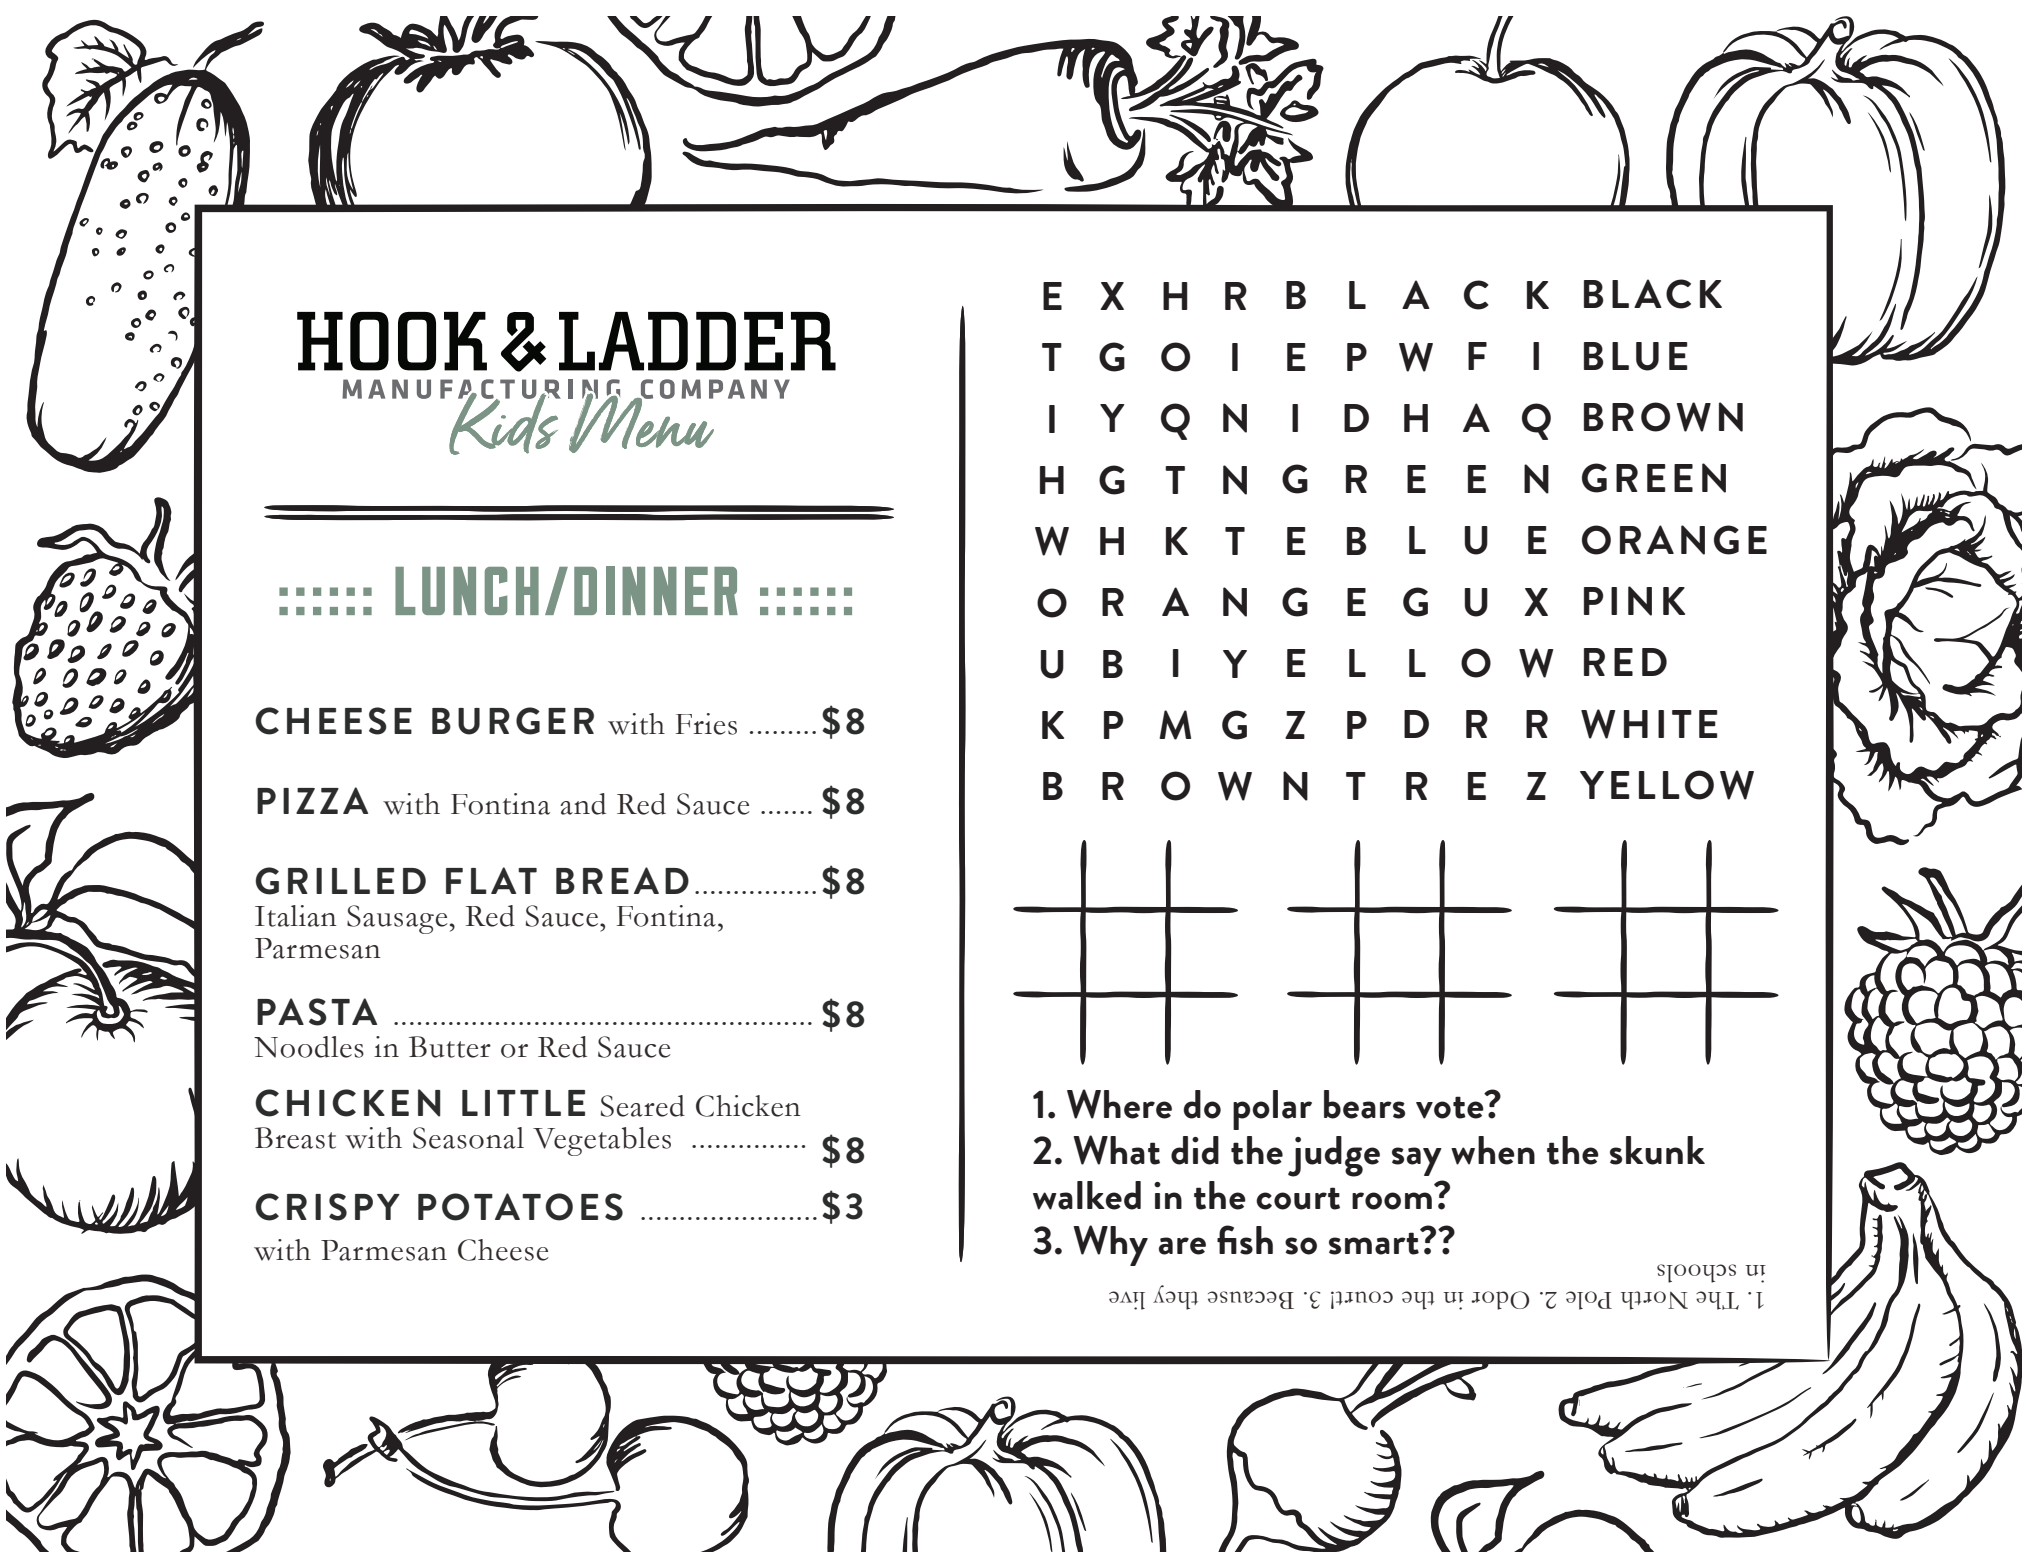 HOOK & LADDER
MANUFACTURING COMPANY
Kids Menu
LUNCH/DINNER
CHEESE BURGER with Fries .........$8
PIZZA with Fontina and Red Sauce .......$8
GRILLED FLAT BREAD................$8
Italian Sausage, Red Sauce, Fontina,
Parmesan
PASTA ......................................................$8
Noodles in Butter or Red Sauce
CHICKEN LITTLE Seared Chicken
Breast with Seasonal Vegetables ............... $8
CRISPY POTATOES .......................$3
with Parmesan Cheese
E X H R B L A C K BLACK
T G O I E P W F I BLUE
I Y Q N I D H A Q BROWN
H G T N G R E E N GREEN
W H K T E B L U E ORANGE
O R A N G E G U X PINK
U B I Y E L L O W RED
K P M G Z P D R R WHITE
B R O W N T R E Z YELLOW
1. Where do polar bears vote?
2. What did the judge say when the skunk
walked in the court room?
3. Why are fish so smart??
1. The North Pole 2. Odor in the court! 3. Because they live
in schools